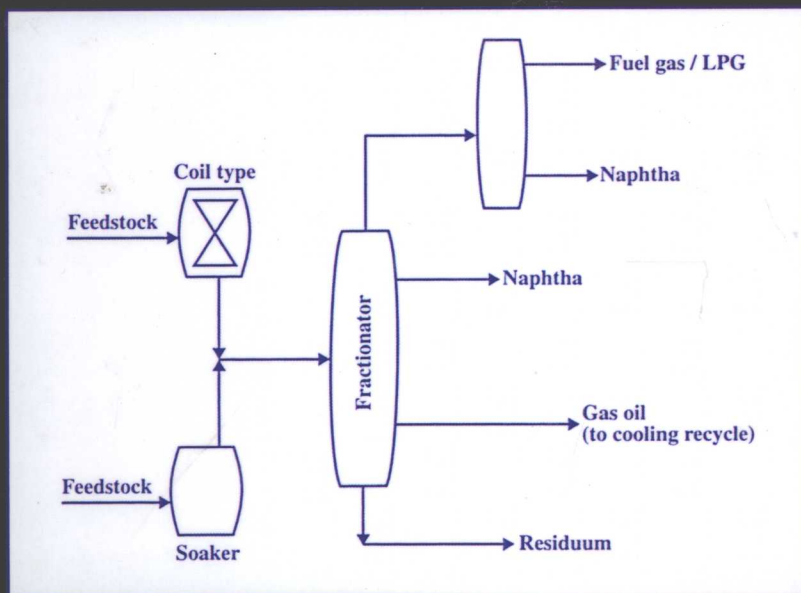 Fuel gas / LPG
Coil type
Naphtha
Feedstock
Naphtha
Fractionator
Gas oil
(to cooling recycle)
Feedstock
Residuum
Soaker